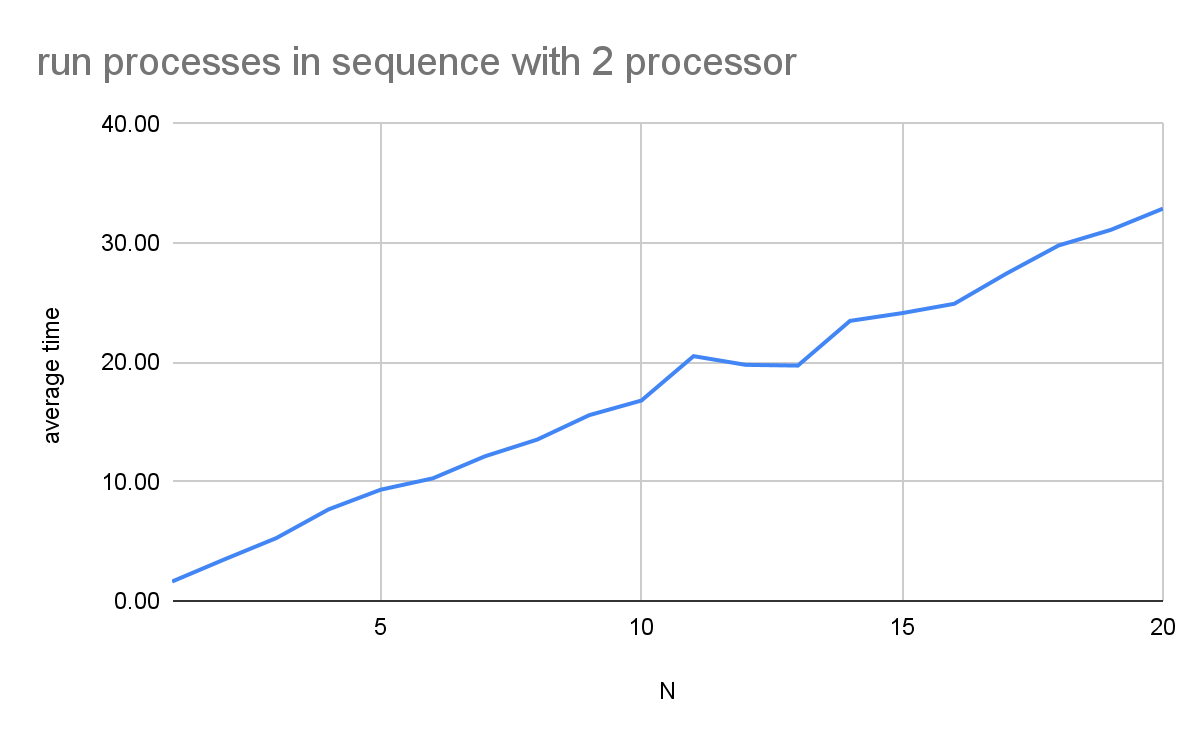 run processes in sequence with 2 processor
40.00
30.00
20.00
10.00
0.00
average time
5 10 15 20
N